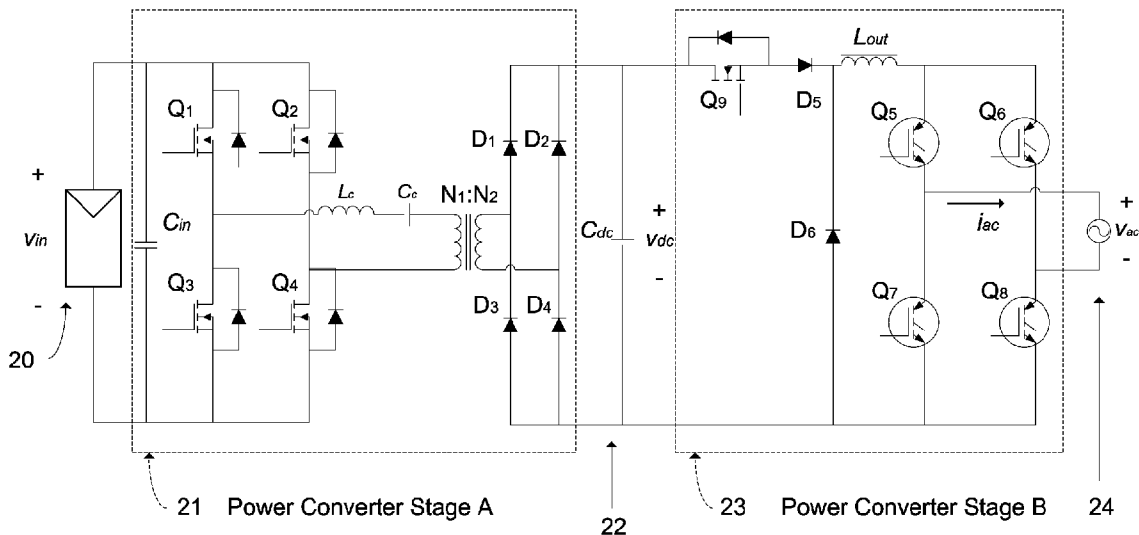 Lout
Q1
Q2
Q9
D5
Q5
Q6
D1
D2
+
Lc
Cc
N1:N2
+
vin
Cin
Cdc
vdc
-
D6
iac
+
vac
-
Q3
Q4
D3
D4
Q7
Q8
-
20
21 Power Converter Stage A
22
23 Power Converter Stage B
24